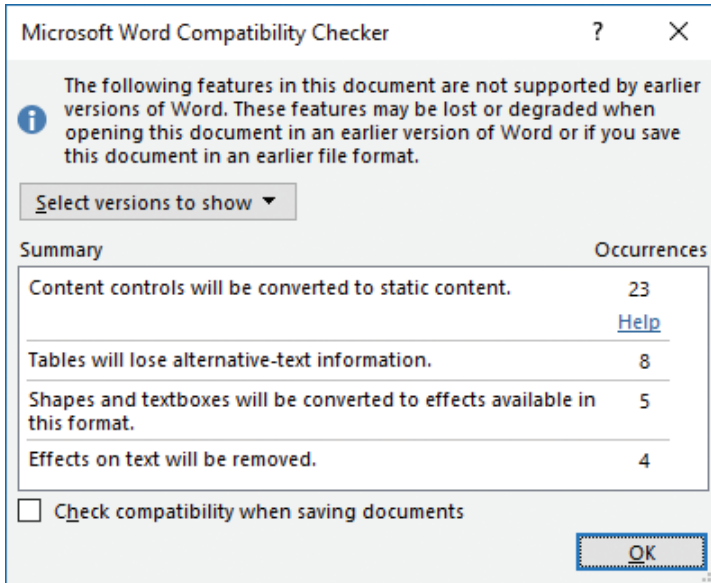 Microsoft Word Compatibility Checker ? ×
The following features in this document are not supported by earlier
versions of Word. These features may be lost or degraded when
opening this document in an earlier version of Word or if you save
this document in an earlier file format.
Select versions to show
Summary Occurrences
Content controls will be converted to static content. 23
Help
Tables will lose alternative-text information. 8
Shapes and textboxes will be converted to effects available in 5
this format.
Effects on text will be removed. 4
Check compatibility when saving documents
OK